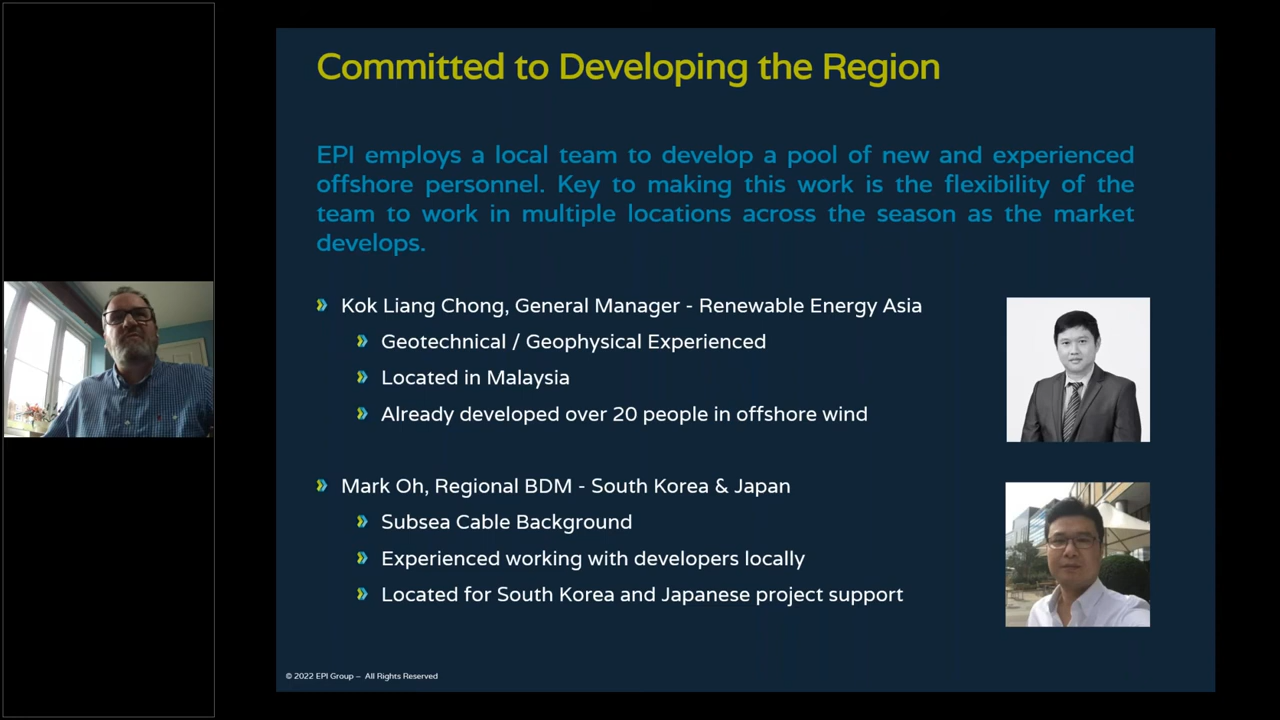 Committed to Developing the Region
EPI employs a local team to develop a pool of new and experienced
offshore personnel. Key to making this work is the flexibility of the
team to work in multiple locations across the season as the market
develops.
Kok Liang Chong, General Manager - Renewable Energy Asia
Geotechnical / Geophysical Experienced
Located in Malaysia
Already developed over 20 people in offshore wind
Mark Oh, Regional BDM - South Korea & Japan
Subsea Cable Background
Experienced working with developers locally
Located for South Korea and Japanese project support
© 2022 EPI Group – All Rights Reserved